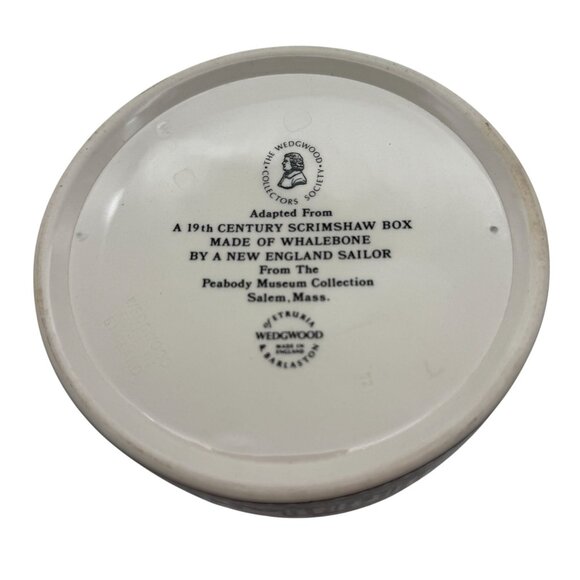 ·THE WEDGWOOD·
COLLECTORS SOCIETY
Adapted From
A 19th CENTURY SCRIMSHAW BOX
MADE OF WHALEBONE
BY A NEW ENGLAND SAILOR
From The
Peabody Museum Collection
Salem, Mass.
of ETRURIA
WEDGWOOD
MADE IN
ENGLAND
& BARLASTON